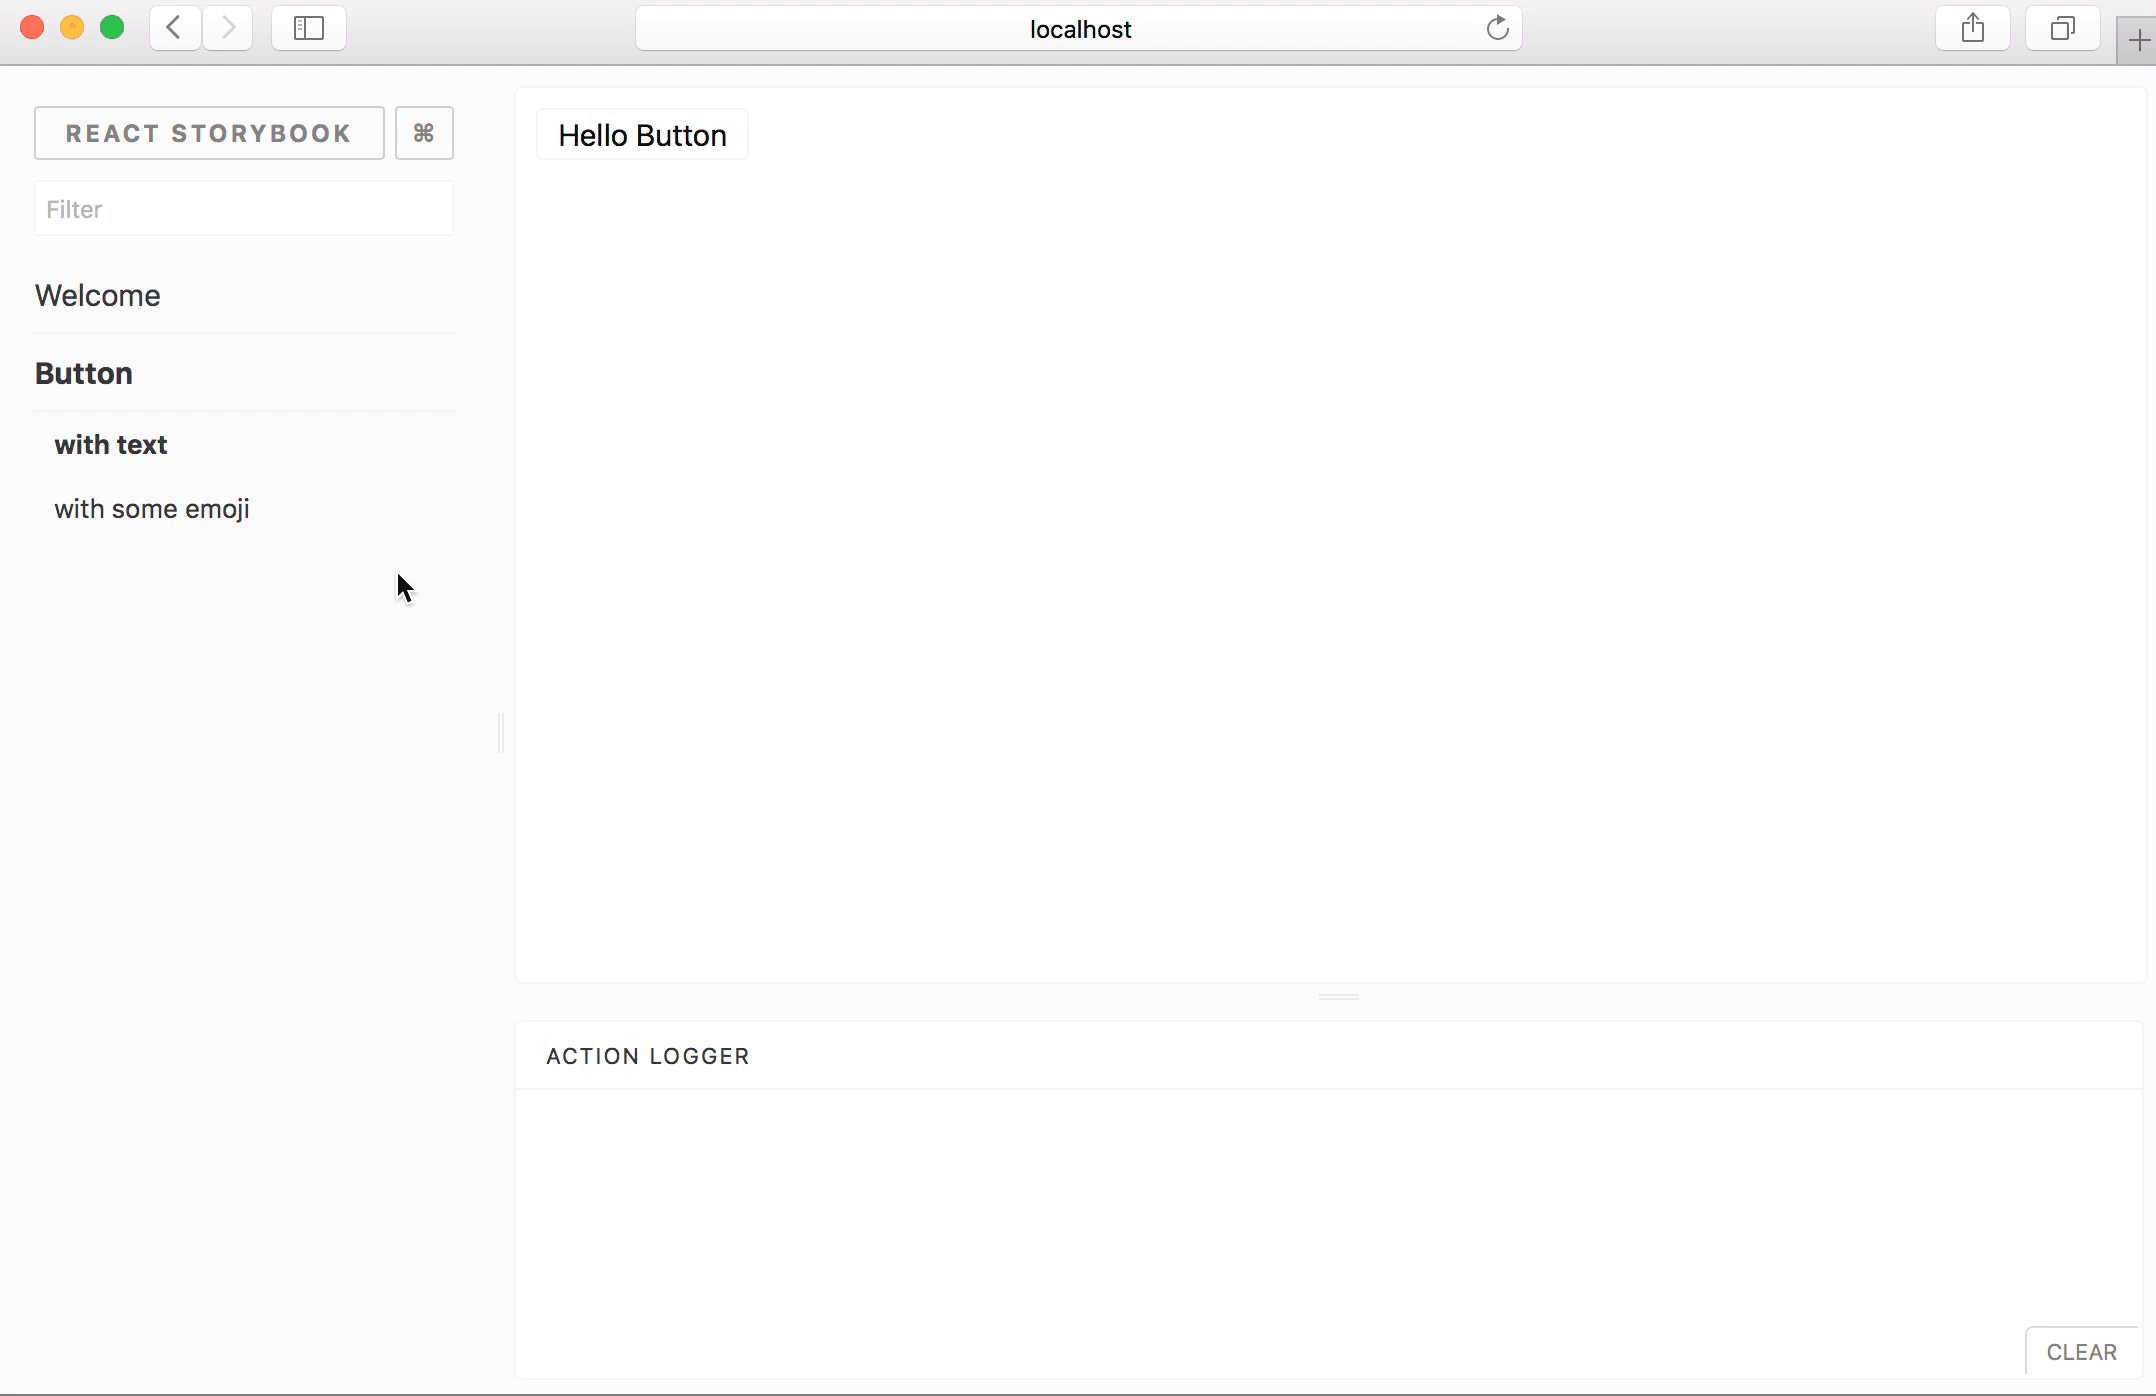 localhost
REACT STORYBOOK ⌘
Filter
Welcome
Button
with text
with some emoji
Hello Button
ACTION LOGGER
CLEAR